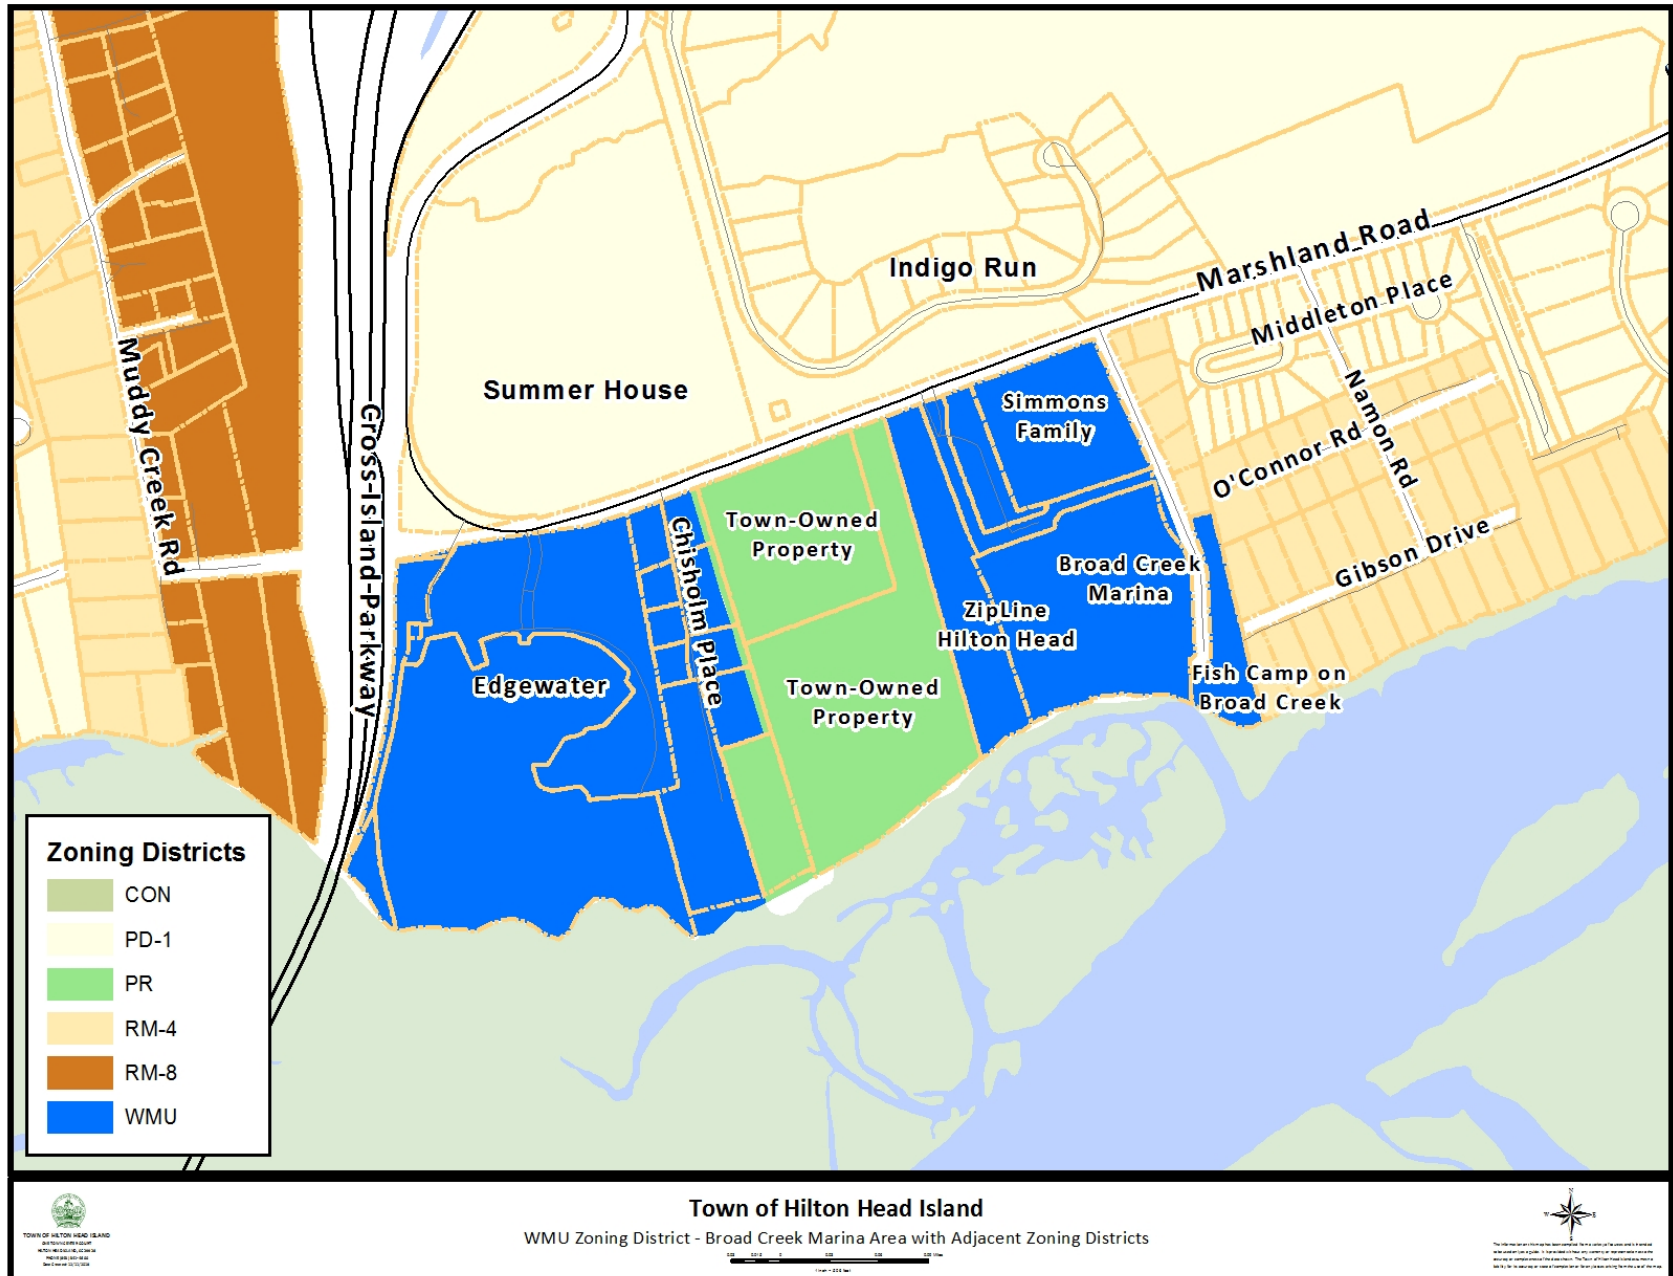 Marshland Road
Indigo Run
Middleton Place
Summer House
Simmons
Family
Muddy Creek Rd
Cross-Island-Parkway
Namon Rd
O'Connor Rd
Chisholm Place
Town-Owned
Property
Gibson Drive
Broad Creek
Marina
ZipLine
Hilton Head
Edgewater
Town-Owned
Property
Fish Camp on
Broad Creek
Zoning Districts
CON
PD-1
PR
RM-4
RM-8
WMU
Town of Hilton Head Island
WMU Zoning District - Broad Creek Marina Area with Adjacent Zoning Districts
TOWN OF HILTON HEAD ISLAND
N
W
E
S